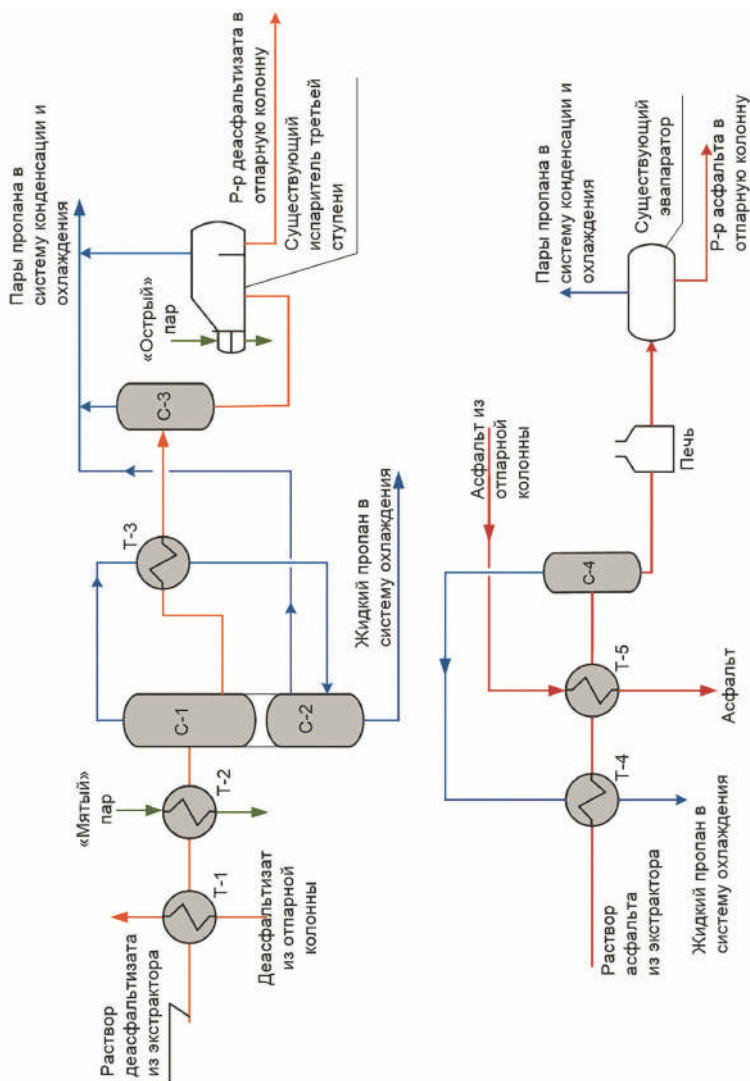 Раствор
деасфальтизата
из экстрактора
Т-1
Деасфальтизат
из отпарной
колонны
«Мятый»
пар
Т-2
С-1
С-2
Т-3
С-3
Жидкий пропан в
систему охлаждения
Пары пропана в
систему конденсации и
охлаждения
«Острый»
пар
Р-р деасфальтизата в
отпарную колонну
Существующий
испаритель третьей
ступени
Раствор
асфальта
из экстрактора
Т-4
Жидкий пропан в
систему охлаждения
Т-5
Асфальт
Асфальт из
отпарной
колонны
С-4
Печь
Пары пропана в
систему конденсации и
охлаждения
Существующий
эвапаратор
Р-р асфальта в
отпарную колонну